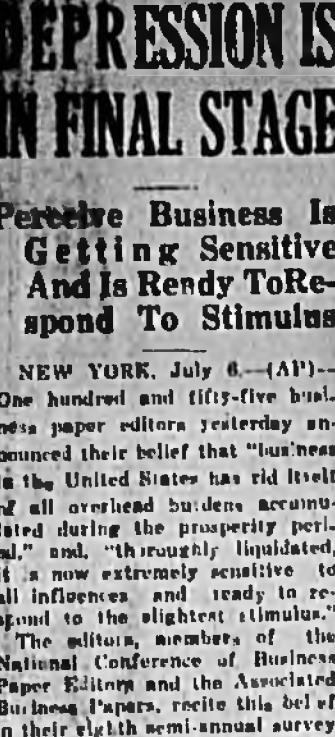 DEPRESSION IS
IN FINAL STAGE
Perceive Business Is
Getting Sensitive
And Is Ready ToRe-
spond To Stimulus
NEW YORK, July 6.—(AP)—
One hundred and fifty-five busi-
ness paper editors yesterday an-
nounced their belief that "business
in the United States has rid itself
of all overhead burdens accumu-
lated during the prosperity peri-
od," and, "thoroughly liquidated,
it is now extremely sensitive to
all influences and ready to re-
spond to the slightest stimulus."
The editors, members of the
National Conference of Business
Paper Editors and the Associated
Business Papers, recite this belief
in their eighth semi-annual survey